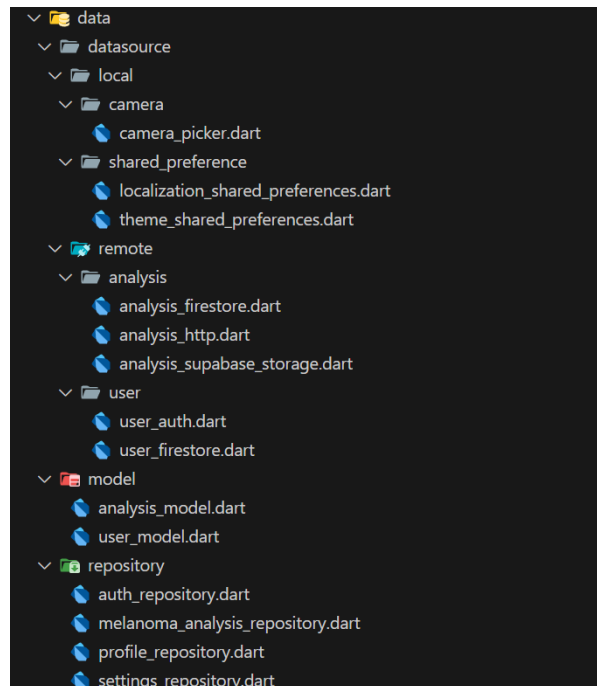 data
datasource
local
camera
camera_picker.dart
shared_preference
localization_shared_preferences.dart
theme_shared_preferences.dart
remote
analysis
analysis_firestore.dart
analysis_http.dart
analysis_supabase_storage.dart
user
user_auth.dart
user_firestore.dart
model
analysis_model.dart
user_model.dart
repository
auth_repository.dart
melanoma_analysis_repository.dart
profile_repository.dart
settings_repository.dart